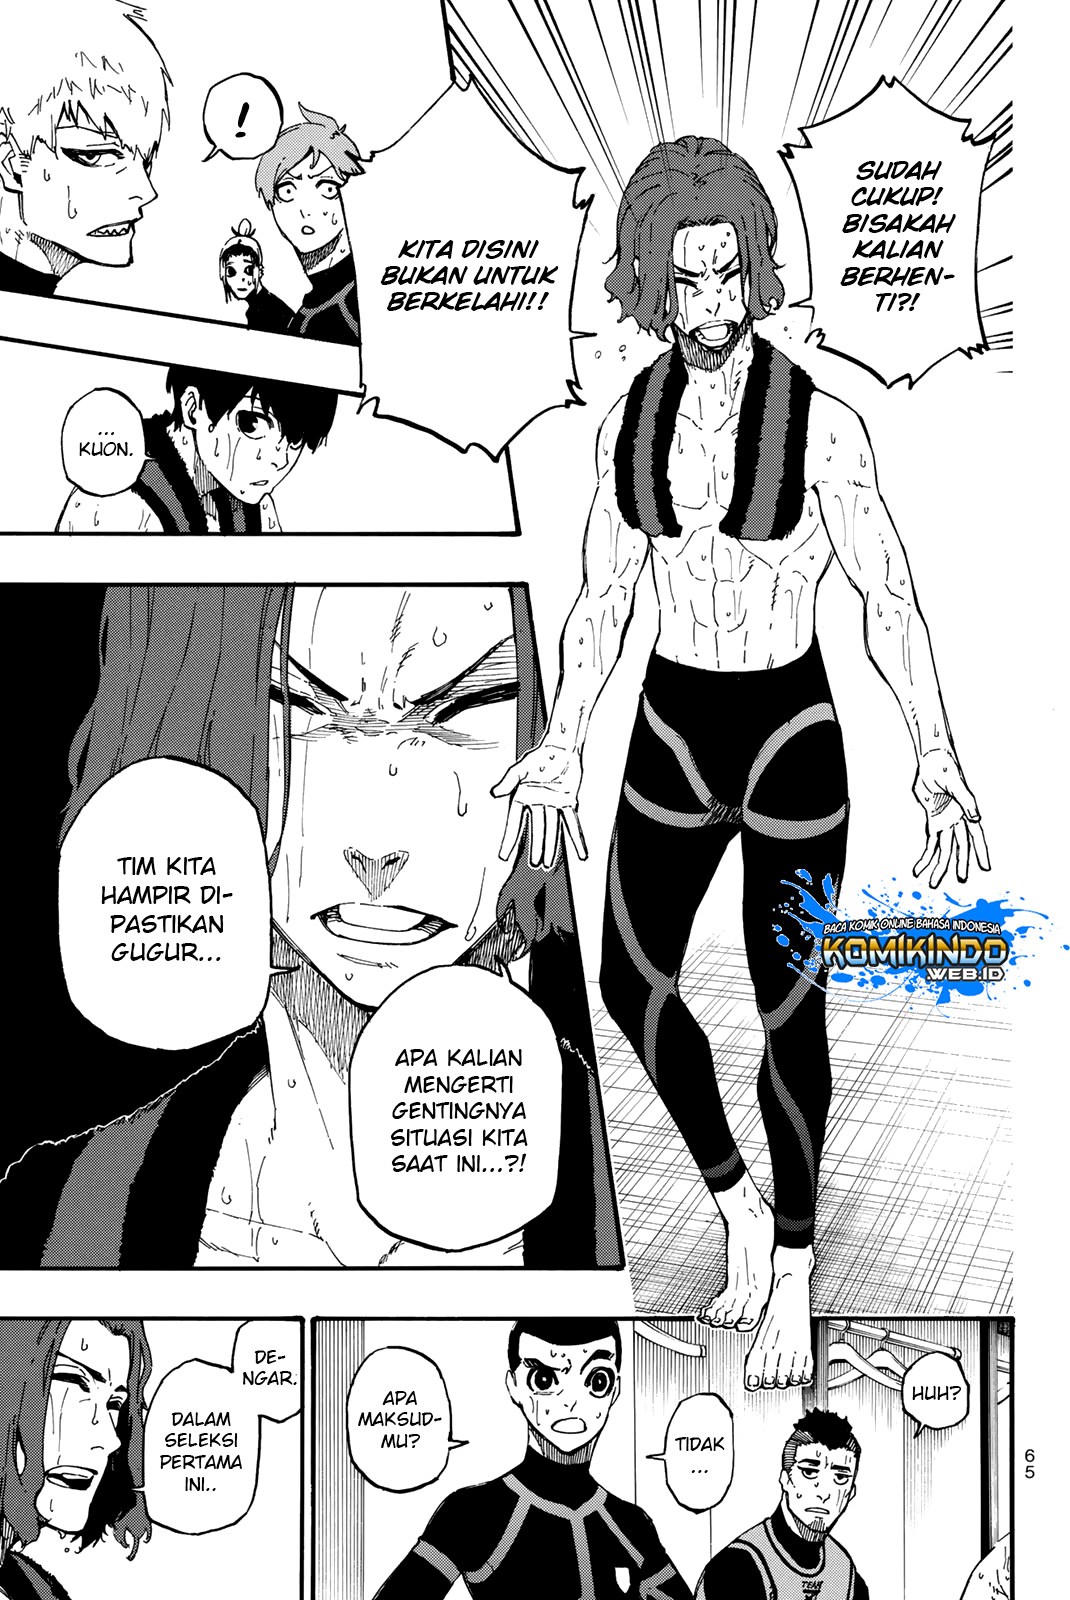 SUDAH
CUKUP!
BISAKAH
KALIAN
BERHEN-
TI?!
KITA DISINI
BUKAN UNTUK
BERKELAHI!!
!
...
KUON.
TIM KITA
HAMPIR DI-
PASTIKAN
GUGUR...
APA KALIAN
MENGERTI
GENTINGNYA
SITUASI KITA
SAAT INI...?!
BACA KOMIK ONLINE BAHASA INDONESIA
KOMIKINDO
WEB.ID
HUH?
TIDAK
...
APA
MAKSUD-
MU?
DE-
NGAR.
DALAM
SELEKSI
PERTAMA
INI..
TEAM
65